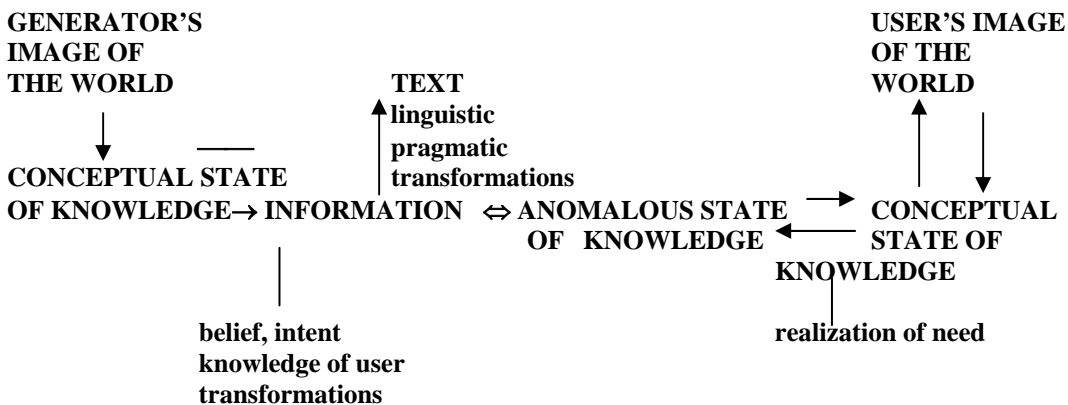 GENERATOR’S
IMAGE OF
THE WORLD
TEXT
linguistic
pragmatic
transformations
USER’S IMAGE
OF THE
WORLD
CONCEPTUAL STATE
OF KNOWLEDGE→ INFORMATION ⇔ ANOMALOUS STATE
OF KNOWLEDGE
CONCEPTUAL
STATE OF
KNOWLEDGE
belief, intent
knowledge of user
transformations
realization of need